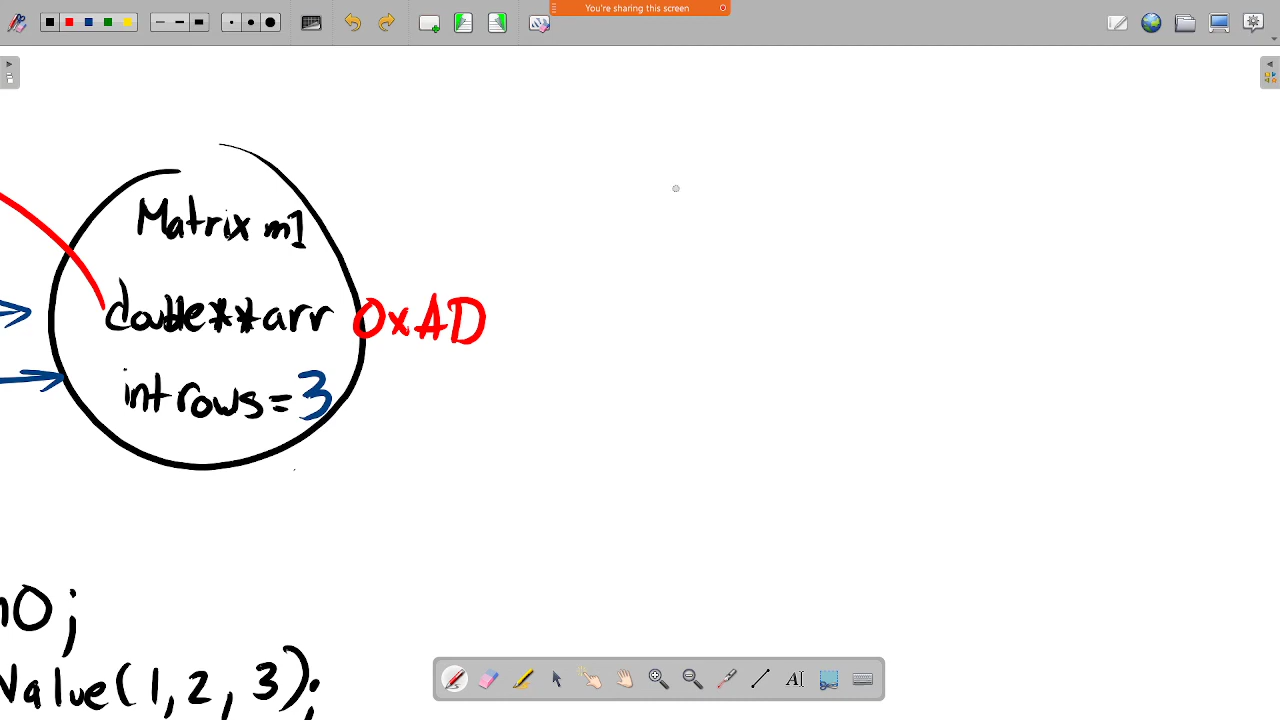 You're sharing this screen
Matrix m1
double**arr 0xAD
int rows = 3
0;
Value(1,2,3);